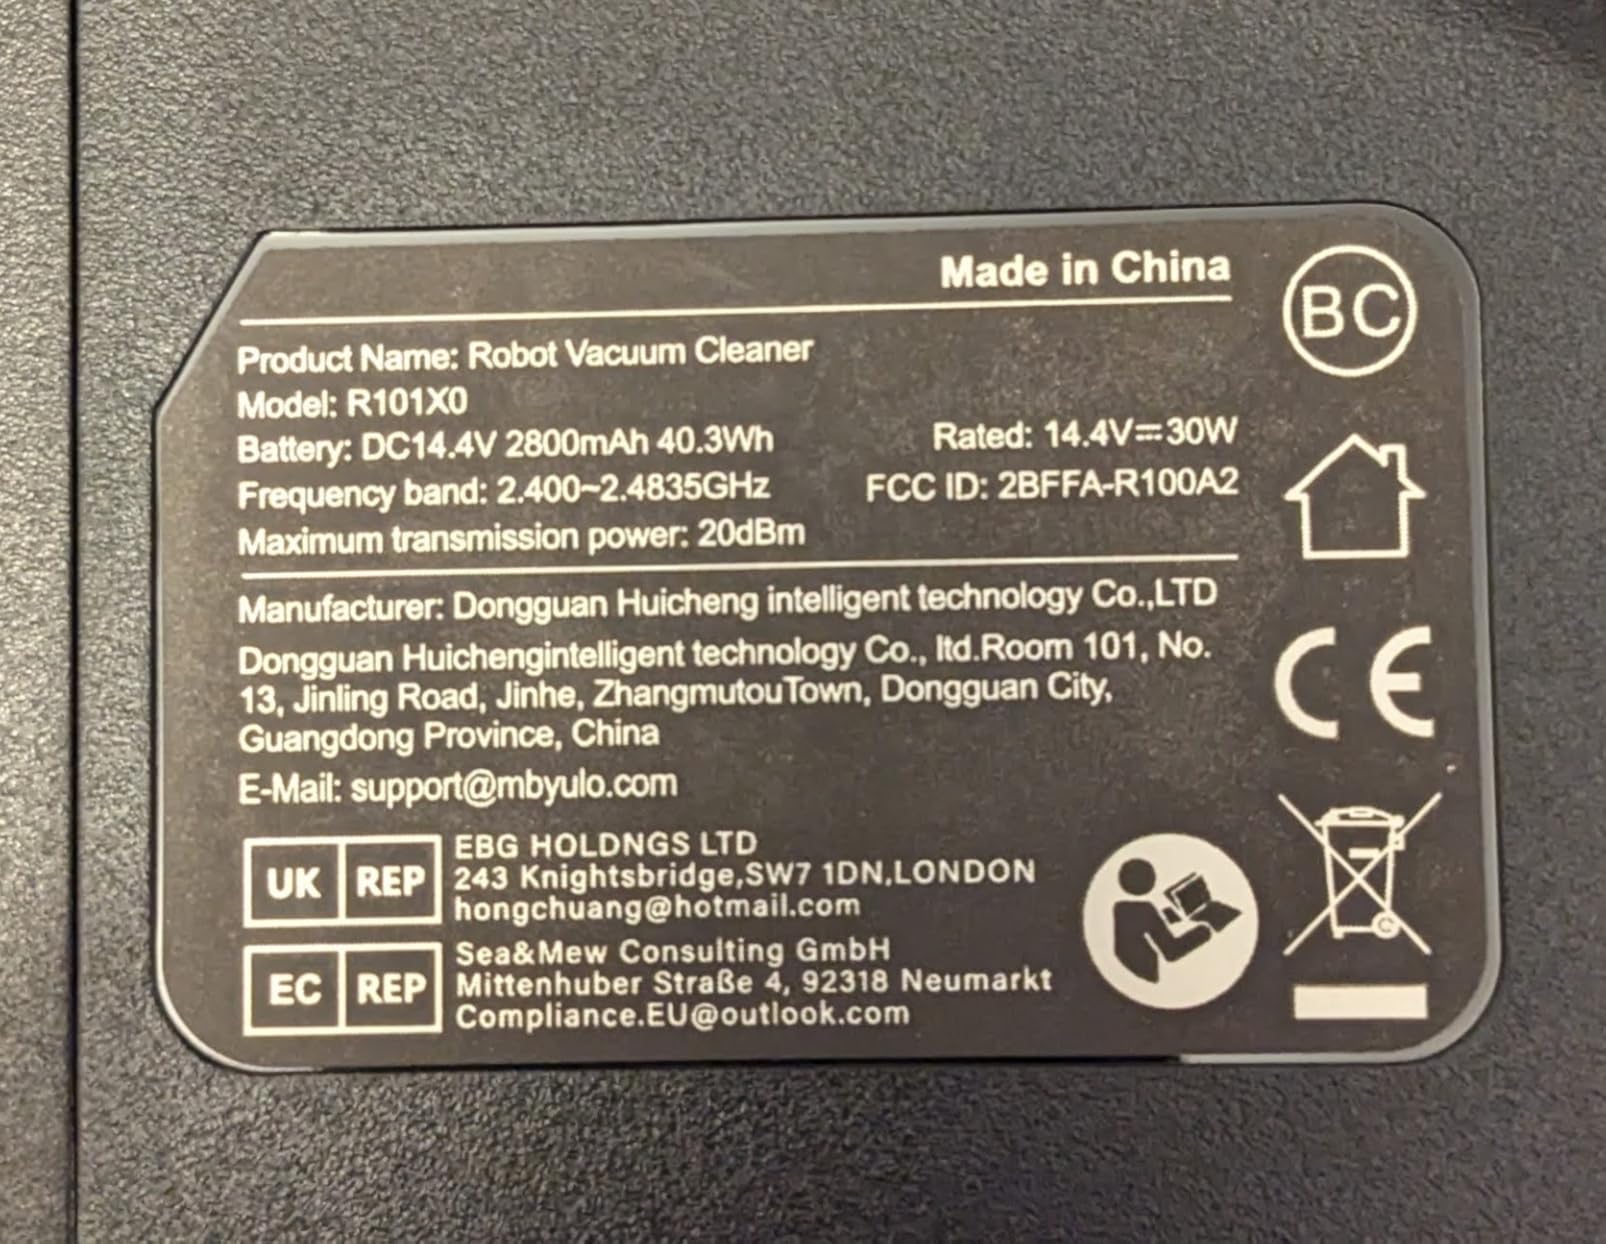 Made in China
BC
Product Name: Robot Vacuum Cleaner
Model: R101X0
Battery: DC14.4V 2800mAh 40.3Wh
Rated: 14.4V⎓30W
Frequency band: 2.400~2.4835GHz
FCC ID: 2BFFA-R100A2
Maximum transmission power: 20dBm
Manufacturer: Dongguan Huicheng intelligent technology Co.,LTD
Dongguan Huichengintelligent technology Co., ltd.Room 101, No.
13, Jinling Road, Jinhe, ZhangmutouTown, Dongguan City,
Guangdong Province, China
E-Mail: support@mbyulo.com
CE
UK REP
EBG HOLDNGS LTD
243 Knightsbridge,SW7 1DN,LONDON
hongchuang@hotmail.com
EC REP
Sea&Mew Consulting GmbH
Mittenhuber Straße 4, 92318 Neumarkt
Compliance.EU@outlook.com